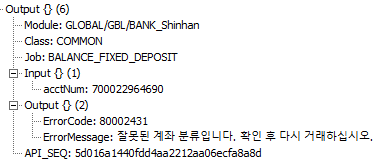 Output {} (6)
Module: GLOBAL/GBL/BANK_Shinhan
Class: COMMON
Job: BALANCE_FIXED_DEPOSIT
Input {} (1)
acctNum: 700022964690
Output {} (2)
ErrorCode: 80002431
ErrorMessage: 잘못된 계좌 분류입니다. 확인 후 다시 거래하십시오.
API_SEQ: 5d016a1440fdd4aa2212aa06ecfa8a8d